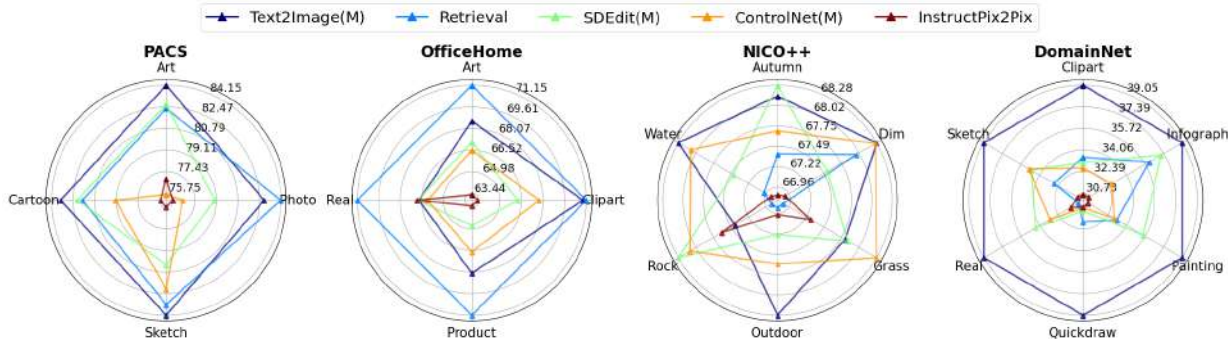 Text2Image(M) Retrieval SDEdit(M) ControlNet(M) InstructPix2Pix
PACS
Art
84.15
82.47
80.79
79.11
77.43
75.75
Cartoon
Photo
Sketch
OfficeHome
Art
71.15
69.61
68.07
66.52
64.98
63.44
Real
Clipart
Product
NICO++
Autumn
68.28
68.02
67.75
67.49
67.22
66.96
Water
Dim
Rock
Grass
Outdoor
DomainNet
Clipart
39.05
37.39
35.72
34.06
32.39
30.73
Sketch
Infograph
Real
Painting
Quickdraw